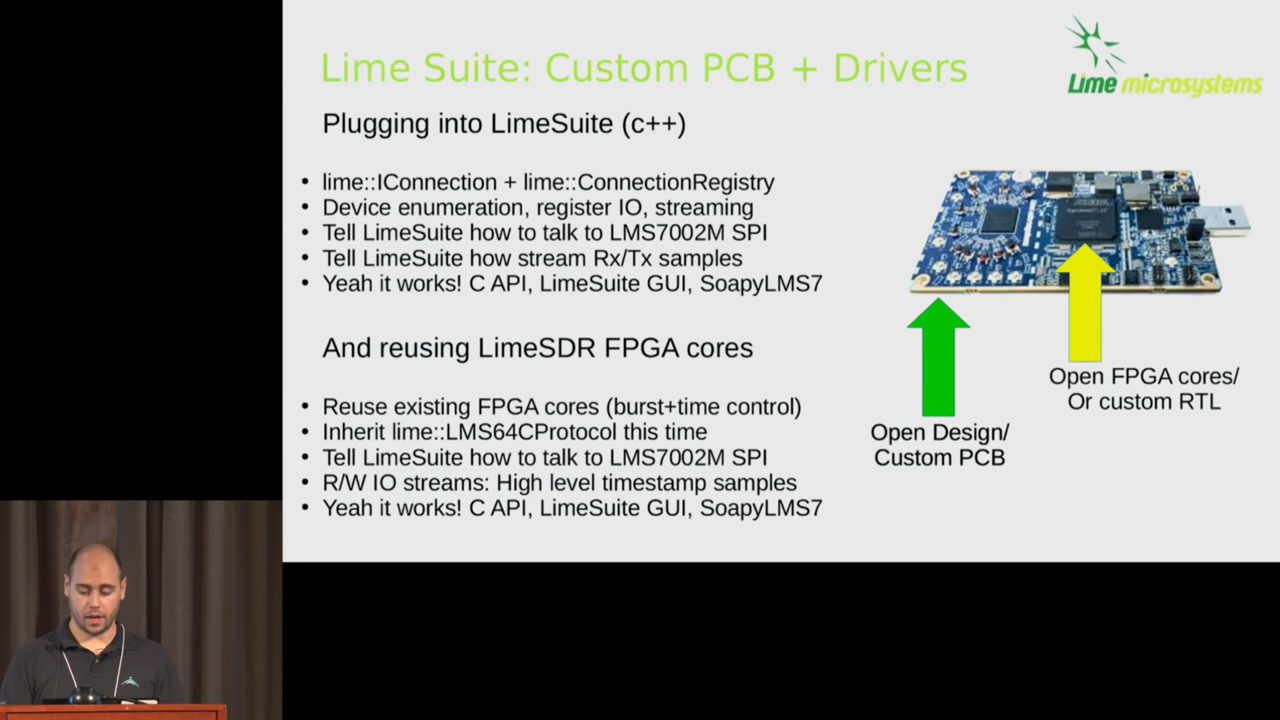 Lime Suite: Custom PCB + Drivers
Lime microsystems
Plugging into LimeSuite (c++)
• lime::IConnection + lime::ConnectionRegistry
• Device enumeration, register IO, streaming
• Tell LimeSuite how to talk to LMS7002M SPI
• Tell LimeSuite how stream Rx/Tx samples
• Yeah it works! C API, LimeSuite GUI, SoapyLMS7
And reusing LimeSDR FPGA cores
• Reuse existing FPGA cores (burst+time control)
• Inherit lime::LMS64CProtocol this time
• Tell LimeSuite how to talk to LMS7002M SPI
• R/W IO streams: High level timestamp samples
• Yeah it works! C API, LimeSuite GUI, SoapyLMS7
Open FPGA cores/
Or custom RTL
Open Design/
Custom PCB